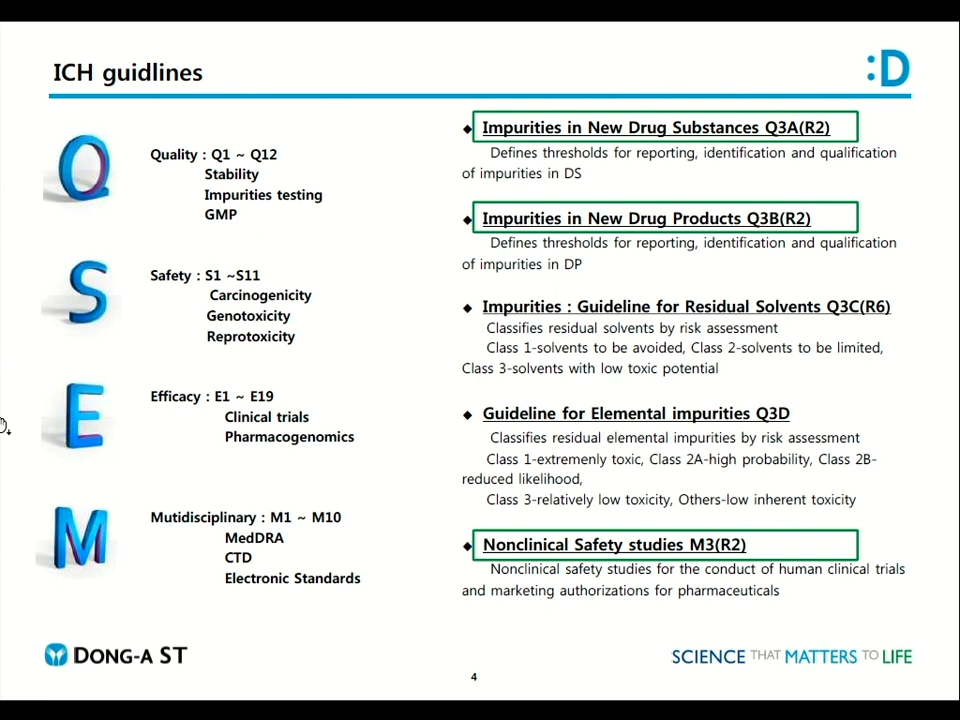 ICH guidlines
:D
Q
Quality : Q1 ~ Q12
Stability
Impurities testing
GMP
S
Safety : S1 ~S11
Carcinogenicity
Genotoxicity
Reprotoxicity
E
Efficacy : E1 ~ E19
Clinical trials
Pharmacogenomics
M
Mutidisciplinary : M1 ~ M10
MedDRA
CTD
Electronic Standards
◆ Impurities in New Drug Substances Q3A(R2)
Defines thresholds for reporting, identification and qualification
of impurities in DS
◆ Impurities in New Drug Products Q3B(R2)
Defines thresholds for reporting, identification and qualification
of impurities in DP
◆ Impurities : Guideline for Residual Solvents Q3C(R6)
Classifies residual solvents by risk assessment
Class 1-solvents to be avoided, Class 2-solvents to be limited,
Class 3-solvents with low toxic potential
◆ Guideline for Elemental impurities Q3D
Classifies residual elemental impurities by risk assessment
Class 1-extremenly toxic, Class 2A-high probability, Class 2B-
reduced likelihood,
Class 3-relatively low toxicity, Others-low inherent toxicity
◆ Nonclinical Safety studies M3(R2)
Nonclinical safety studies for the conduct of human clinical trials
and marketing authorizations for pharmaceuticals
DONG-A ST
SCIENCE THAT MATTERS TO LIFE
4